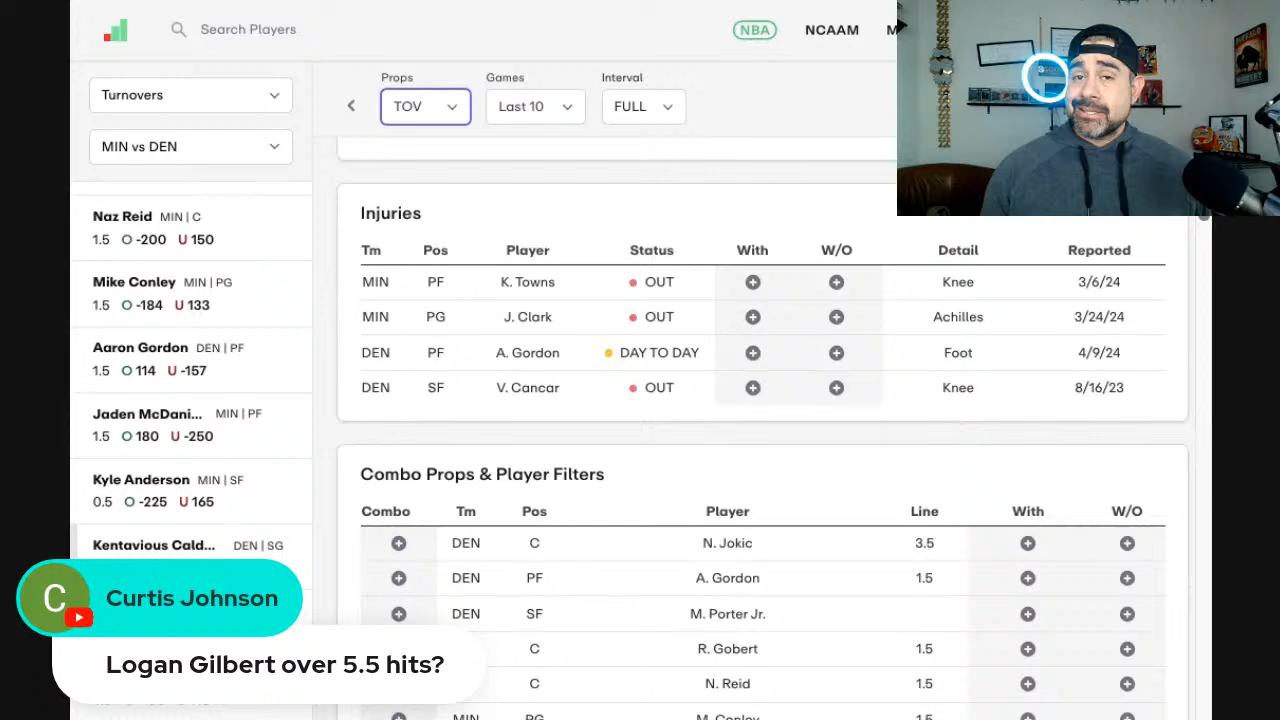 Search Players
NBA
NCAAM
M
Turnovers
MIN vs DEN
Props
Games
Interval
TOV
Last 10
FULL
Naz Reid MIN | C
1.5 O -200 U 150
Mike Conley MIN | PG
1.5 O -184 U 133
Aaron Gordon DEN | PF
1.5 O 114 U -157
Jaden McDani... MIN | PF
1.5 O 180 U -250
Kyle Anderson MIN | SF
0.5 O -225 U 165
Kentavious Cald... DEN | SG
Injuries
Tm Pos Player Status With W/O Detail Reported
MIN PF K. Towns OUT Knee 3/6/24
MIN PG J. Clark OUT Achilles 3/24/24
DEN PF A. Gordon DAY TO DAY Foot 4/9/24
DEN SF V. Cancar OUT Knee 8/16/23
Combo Props & Player Filters
Combo Tm Pos Player Line With W/O
DEN C N. Jokic 3.5
DEN PF A. Gordon 1.5
DEN SF M. Porter Jr.
C R. Gobert 1.5
C N. Reid 1.5
MIN PG M. Conley 1.5
C
Curtis Johnson
Logan Gilbert over 5.5 hits?